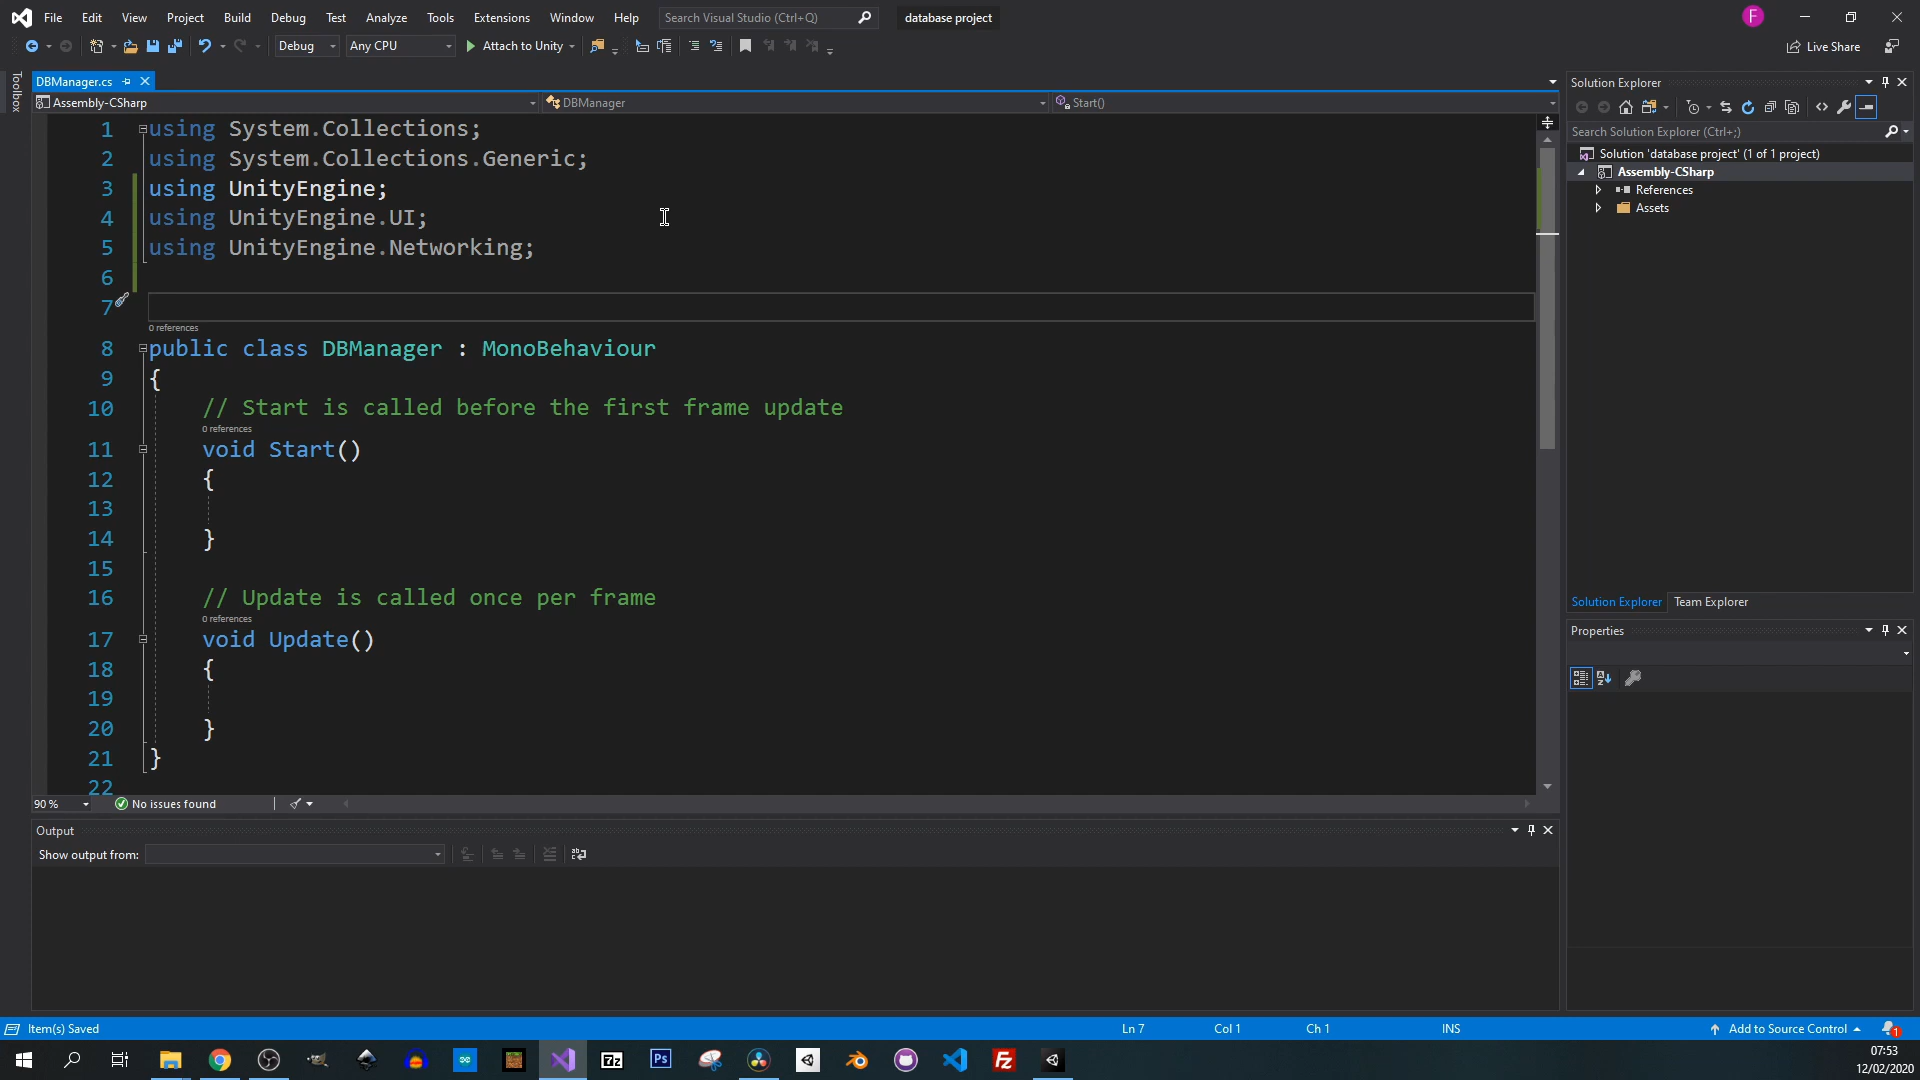 File Edit View Project Build Debug Test Analyze Tools Extensions Window Help Search Visual Studio (Ctrl+Q) database project F
Debug Any CPU Attach to Unity Live Share
Toolbox
DBManager.cs
Assembly-CSharp DBManager Start()
1 using System.Collections;
2 using System.Collections.Generic;
3 using UnityEngine;
4 using UnityEngine.UI;
5 using UnityEngine.Networking;
6
7
0 references
8 public class DBManager : MonoBehaviour
9 {
10 // Start is called before the first frame update
0 references
11 void Start()
12 {
13
14 }
15
16 // Update is called once per frame
0 references
17 void Update()
18 {
19
20 }
21 }
22
90 % No issues found
Output
Show output from:
Solution Explorer
Search Solution Explorer (Ctrl+;)
Solution 'database project' (1 of 1 project)
Assembly-CSharp
References
Assets
Solution Explorer Team Explorer
Properties
Item(s) Saved Ln 7 Col 1 Ch 1 INS Add to Source Control 1
7z Ps Fz
07:53
12/02/2020